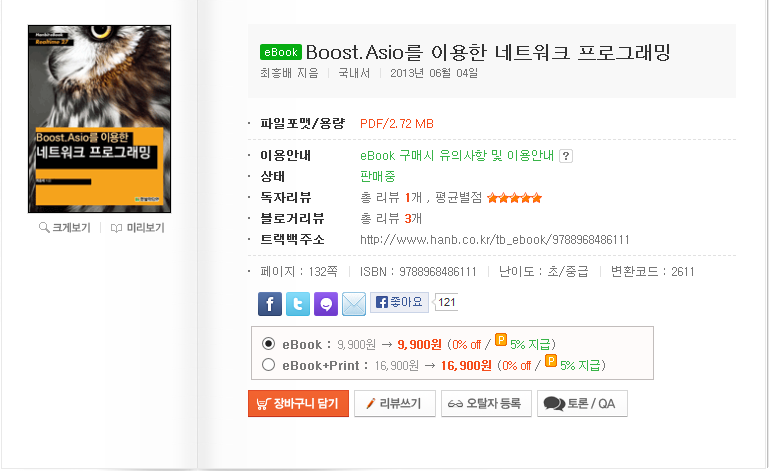 Hanbit eBook
Realtime 37
Boost.Asio를 이용한
네트워크 프로그래밍
크게보기
미리보기
eBook Boost.Asio를 이용한 네트워크 프로그래밍
최흥배 지음 | 국내서 | 2013년 06월 04일
· 파일포맷/용량 PDF/2.72 MB
· 이용안내 eBook 구매시 유의사항 및 이용안내 ?
· 상태 판매중
· 독자리뷰 총 리뷰 1개 , 평균별점 ★★★★★
· 블로거리뷰 총 리뷰 3개
· 트랙백주소 http://www.hanb.co.kr/tb_ebook/9788968486111
· 페이지 : 132쪽 | ISBN : 9788968486111 | 난이도 : 초/중급 | 변환코드 : 2611
f 좋아요 121
eBook : 9,900원 → 9,900원 (0% off / P 5% 지급)
eBook+Print : 16,900원 → 16,900원 (0% off / P 5% 지급)
장바구니 담기 리뷰쓰기 오탈자 등록 토론 / QA